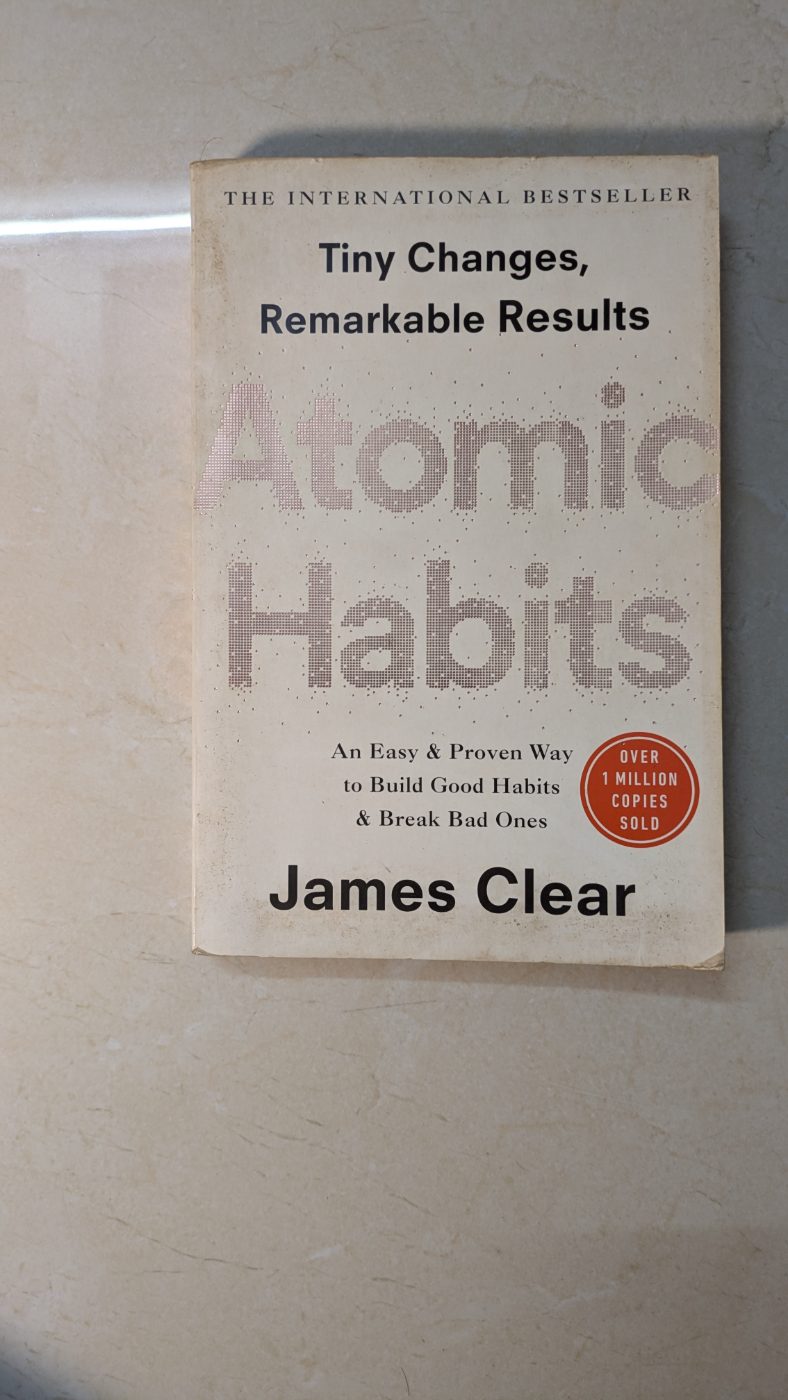 THE INTERNATIONAL BESTSELLER
Tiny Changes,
Remarkable Results
Atomic
Habits
An Easy & Proven Way
to Build Good Habits
& Break Bad Ones
OVER
1 MILLION
COPIES
SOLD
James Clear